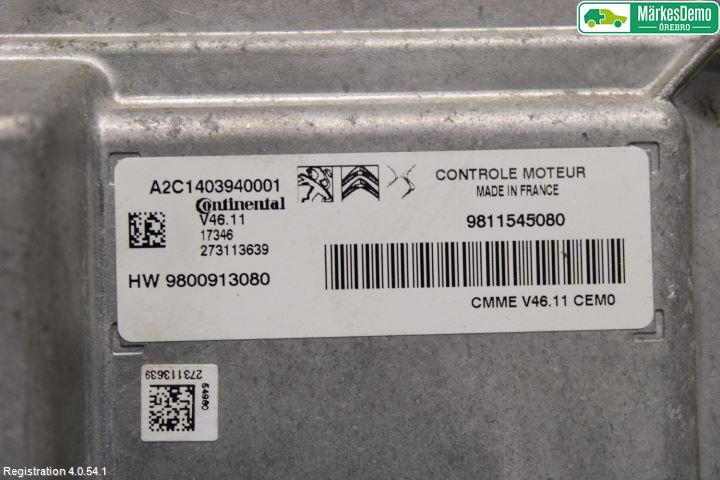 MärkesDemo
ÖREBRO
A2C1403940001
Continental
V46.11
17346
273113639
HW 9800913080
CONTROLE MOTEUR
MADE IN FRANCE
9811545080
CMME V46.11 CEM0
273113639
54980
Registration 4.0.54.1